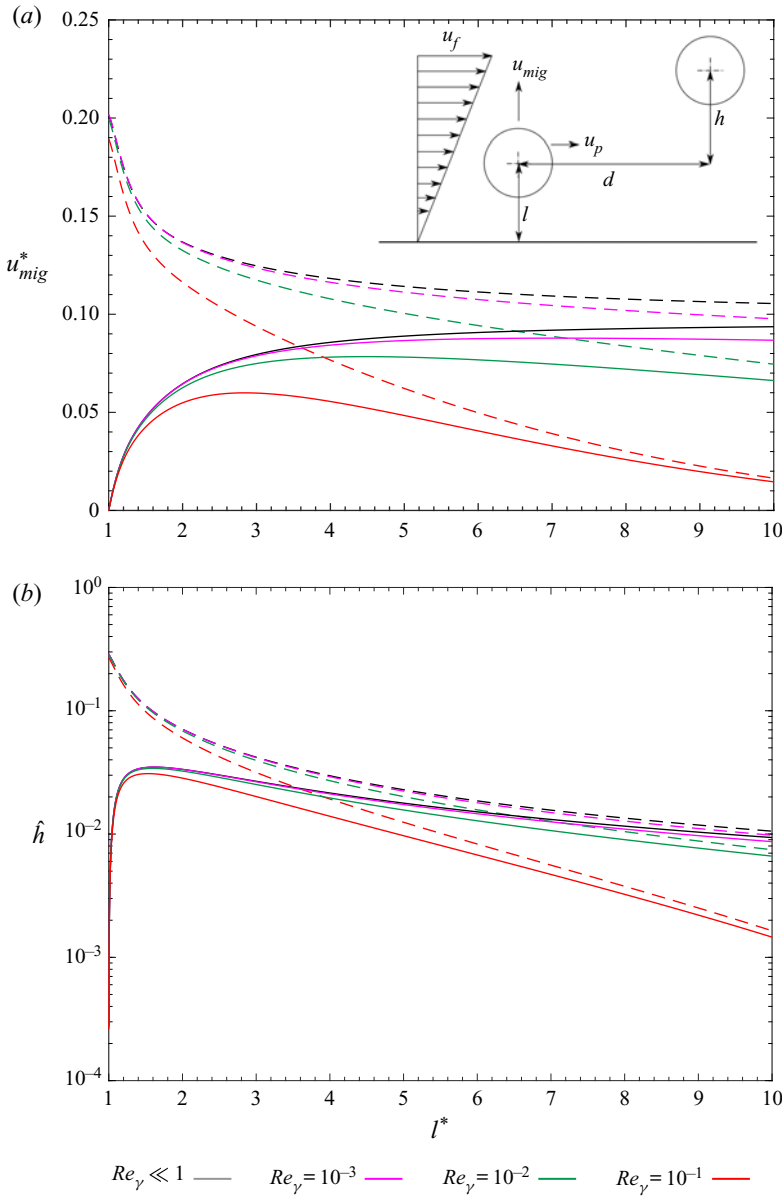 (a)
0.25
0.20
0.15
0.10
0.05
0
u*mig
u_f
u_mig
u_p
d
l
h
1 2 3 4 5 6 7 8 9 10
(b)
10^0
10^–1
10^–2
10^–3
10^–4
ĥ
1 2 3 4 5 6 7 8 9 10
l*
Re_γ ≪ 1 Re_γ = 10^–3 Re_γ = 10^–2 Re_γ = 10^–1